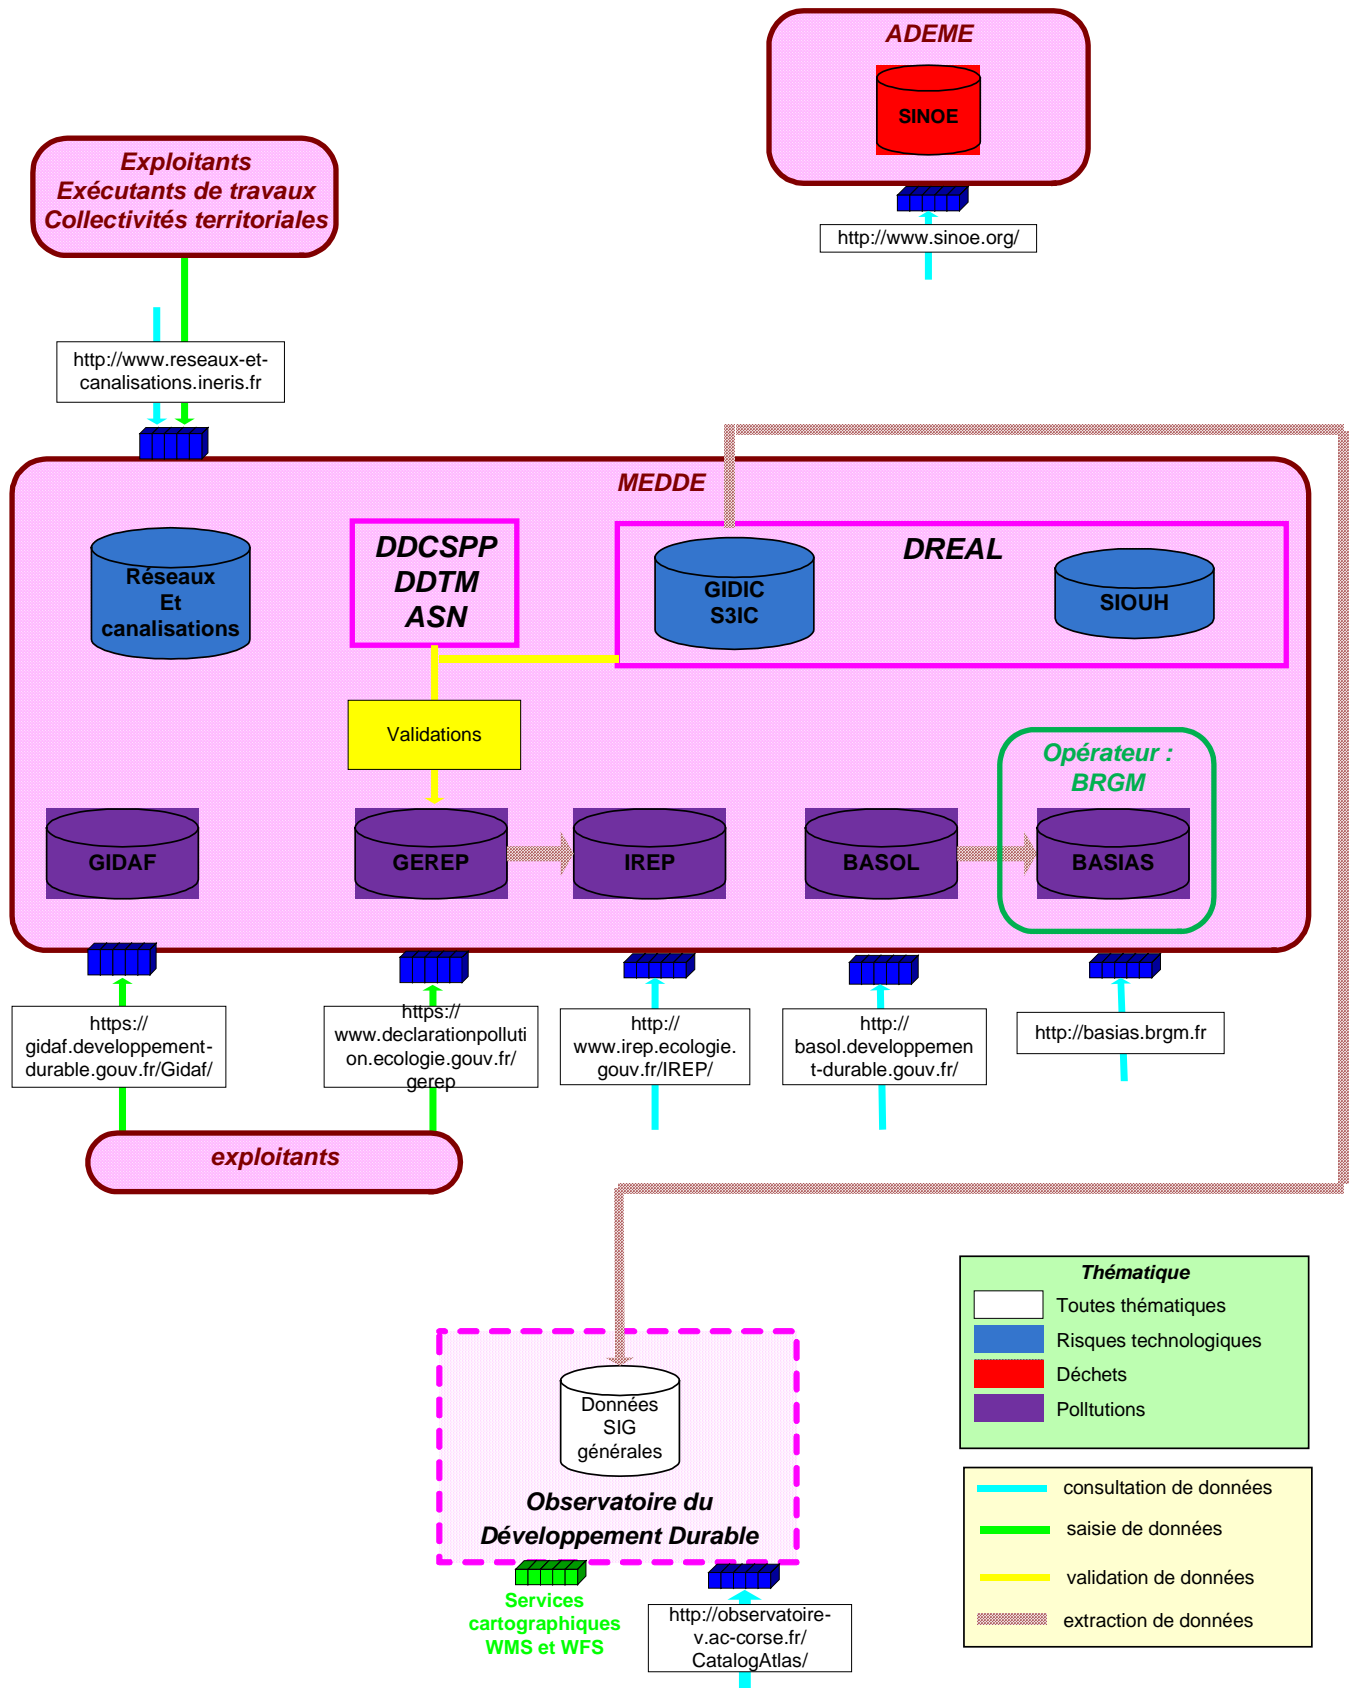 ADEME
SINOE
http://www.sinoe.org/
Exploitants
Exécutants de travaux
Collectivités territoriales
http://www.reseaux-et-
canalisations.ineris.fr
MEDDE
Réseaux
Et
canalisations
DDCSPP
DDTM
ASN
DREAL
GIDIC
S3IC
SIOUH
Validations
Opérateur :
BRGM
GIDAF
GEREP
IREP
BASOL
BASIAS
https://
gidaf.developpement-
durable.gouv.fr/Gidaf/
https://
www.declarationpolluti
on.ecologie.gouv.fr/
gerep
http://
www.irep.ecologie.
gouv.fr/IREP/
http://
basol.developpemen
t-durable.gouv.fr/
http://basias.brgm.fr
exploitants
Thématique
Toutes thématiques
Risques technologiques
Déchets
Polltutions
consultation de données
saisie de données
validation de données
extraction de données
Données
SIG
générales
Observatoire du
Développement Durable
Services
cartographiques
WMS et WFS
http://observatoire-
v.ac-corse.fr/
CatalogAtlas/